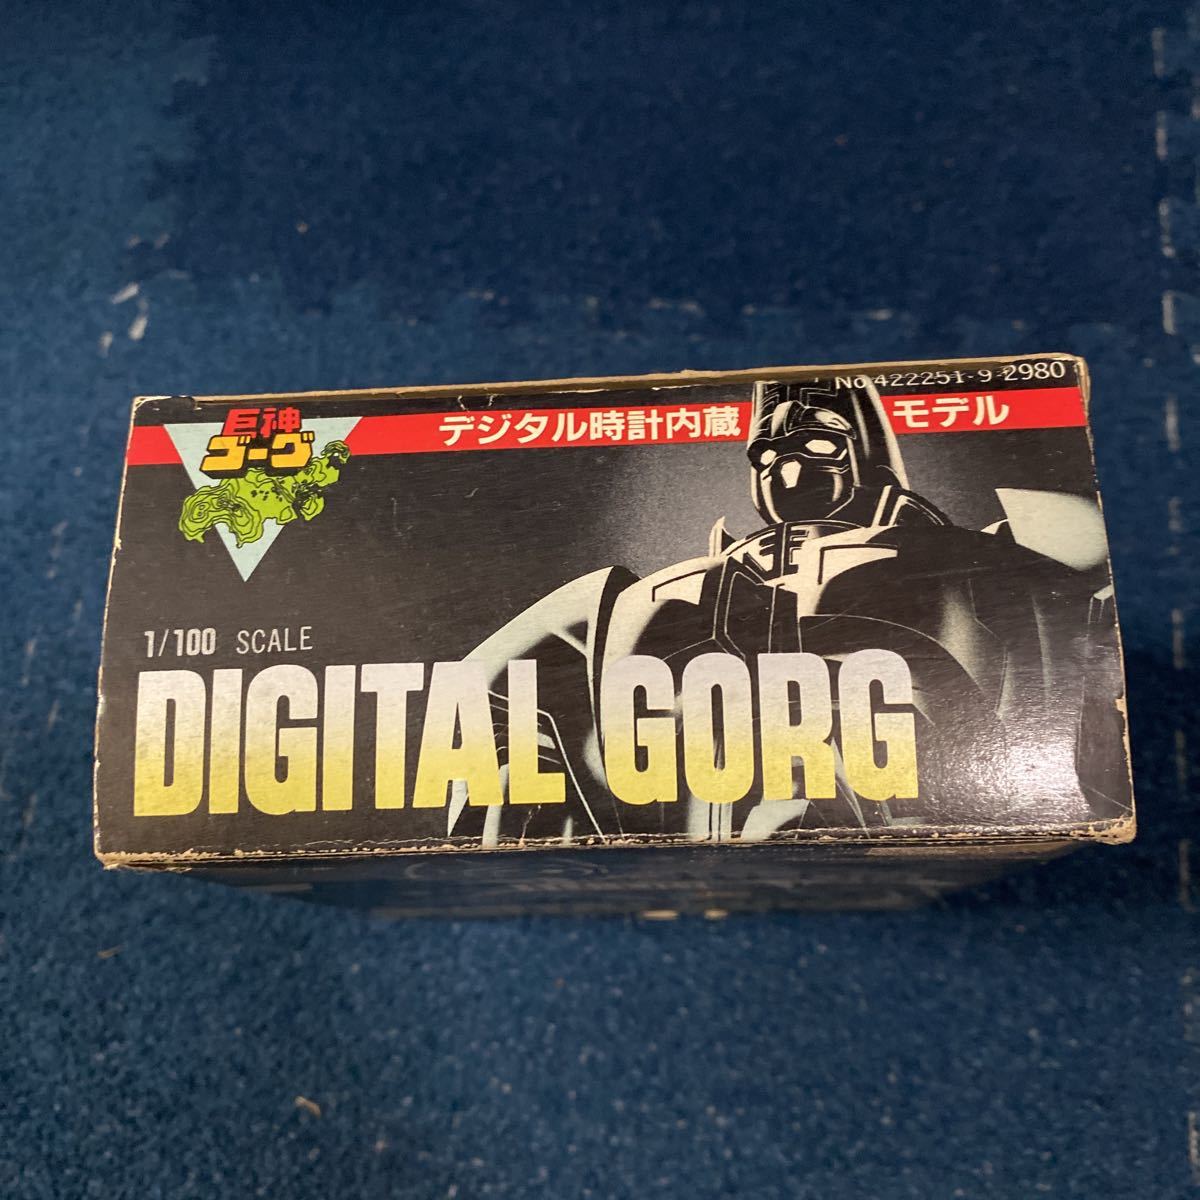 No.422251-9-2980
巨神
ゴーグ
デジタル時計内蔵 モデル
1/100 SCALE
DIGITAL GORG